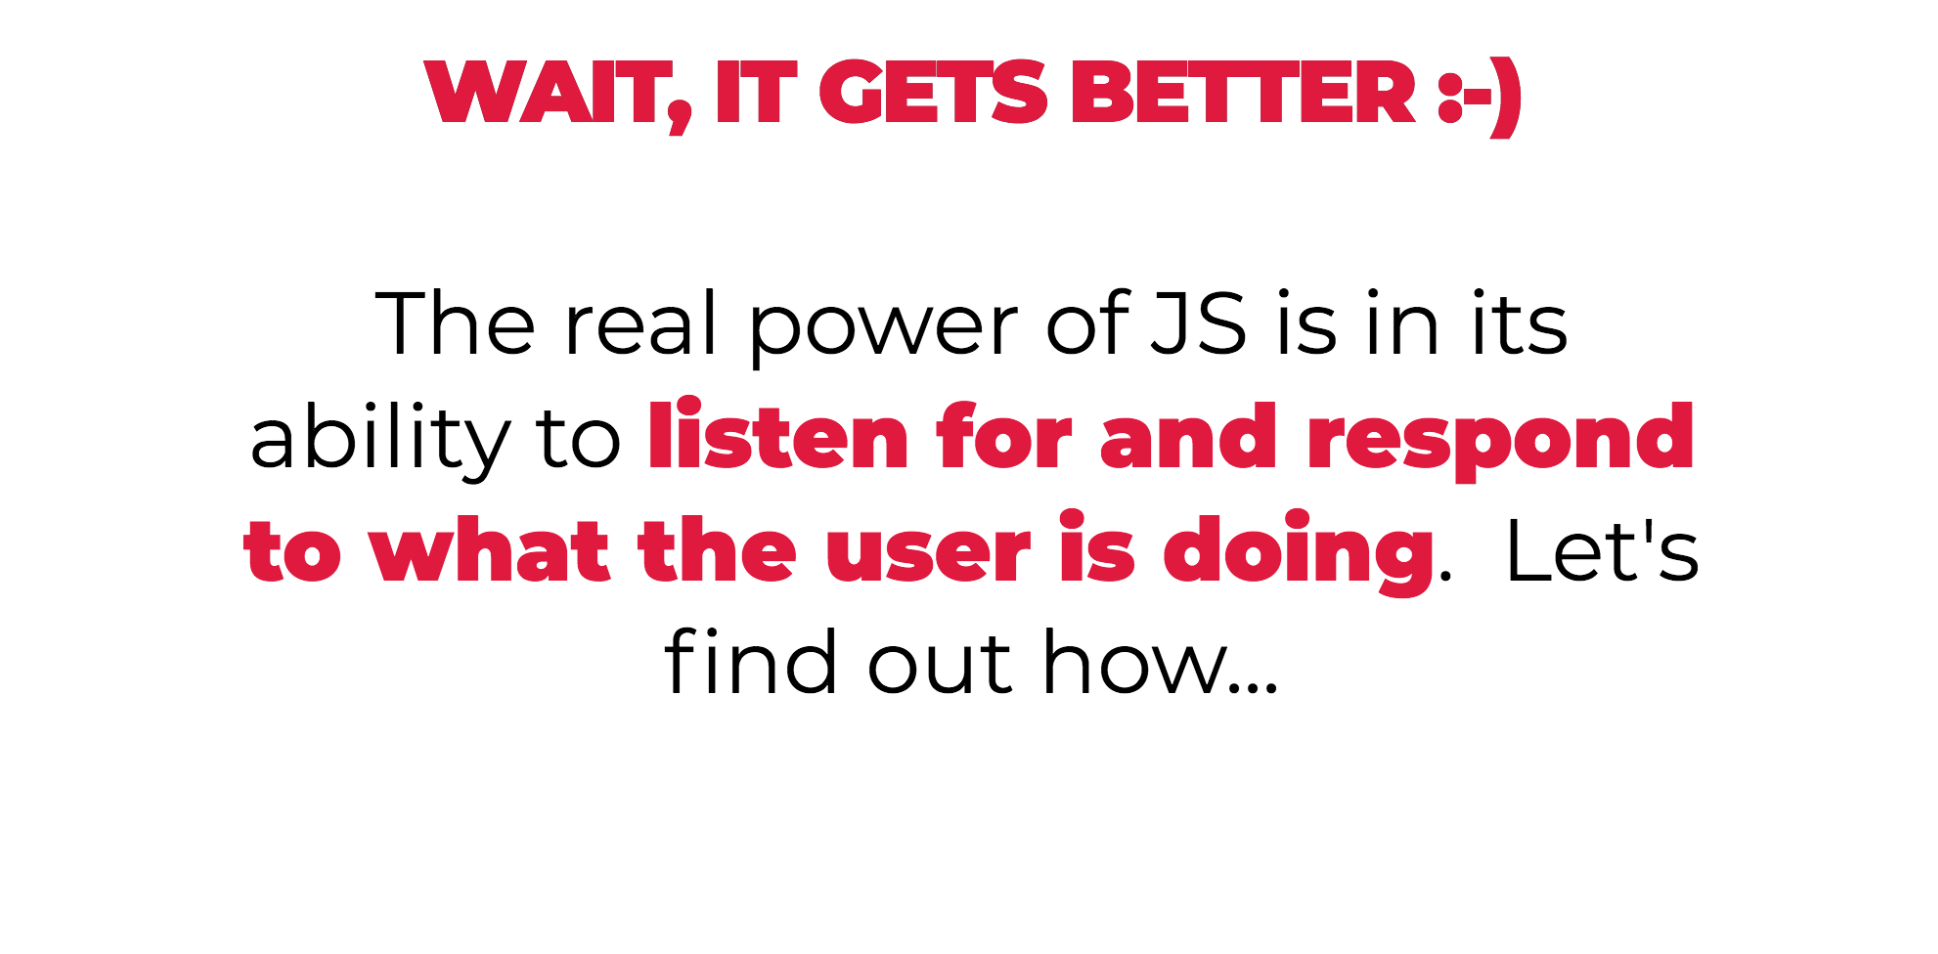 WAIT, IT GETS BETTER :-)
The real power of JS is in its
ability to listen for and respond
to what the user is doing.  Let's
find out how...